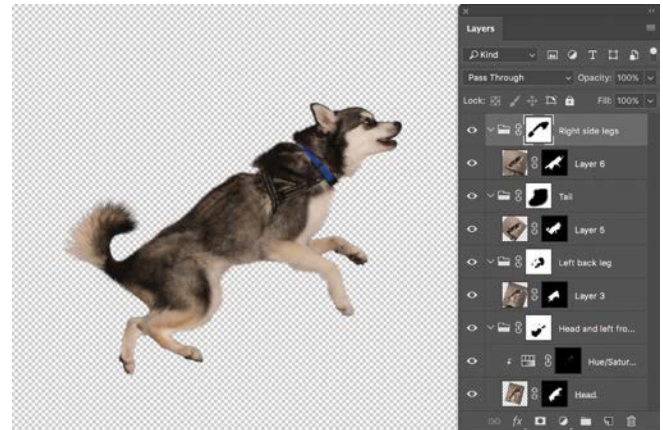 Layers
Kind
Pass Through
Opacity: 100%
Lock:
Fill: 100%
Right side legs
Layer 6
Tail
Layer 5
Left back leg
Layer 3
Head and left fro...
Hue/Satur...
Head
fx